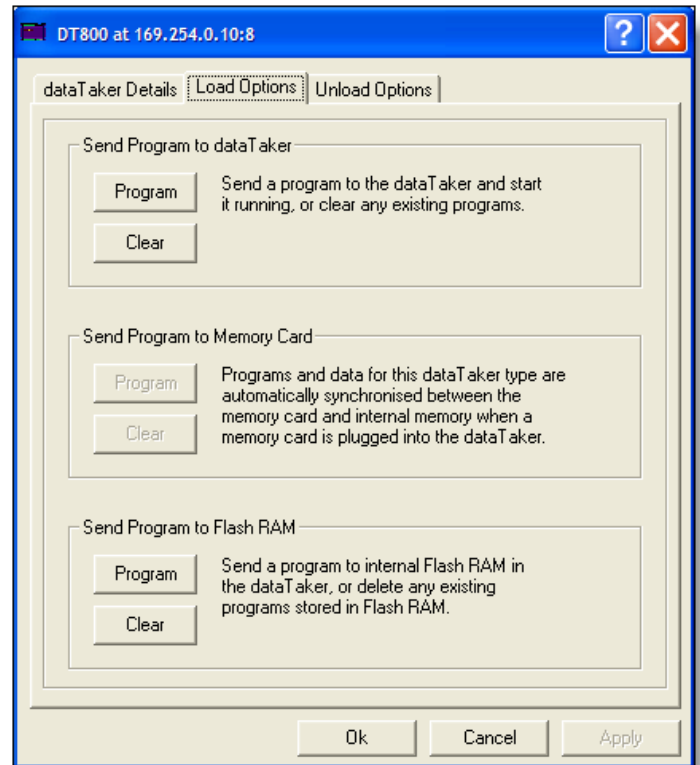 DT800 at 169.254.0.10:8
dataTaker Details Load Options Unload Options
Send Program to dataTaker
Program
Send a program to the dataTaker and start
it running, or clear any existing programs.
Clear
Send Program to Memory Card
Program
Clear
Programs and data for this dataTaker type are
automatically synchronised between the
memory card and internal memory when a
memory card is plugged into the dataTaker.
Send Program to Flash RAM
Program
Clear
Send a program to internal Flash RAM in
the dataTaker, or delete any existing
programs stored in Flash RAM.
Ok Cancel Apply